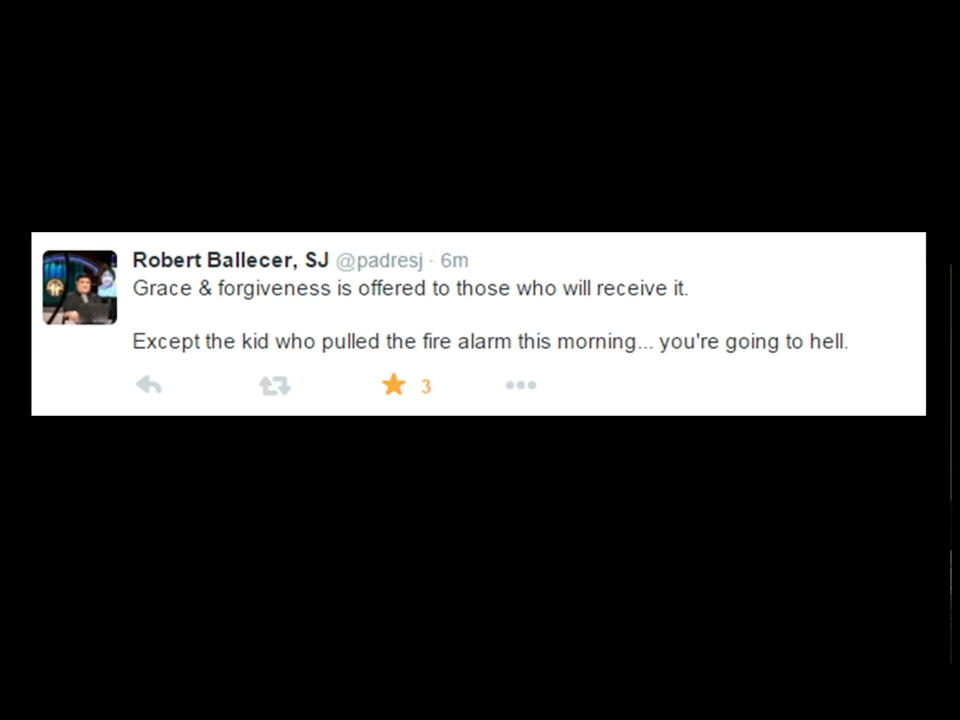 Robert Ballecer, SJ @padresj · 6m
Grace & forgiveness is offered to those who will receive it.
Except the kid who pulled the fire alarm this morning... you're going to hell.
3